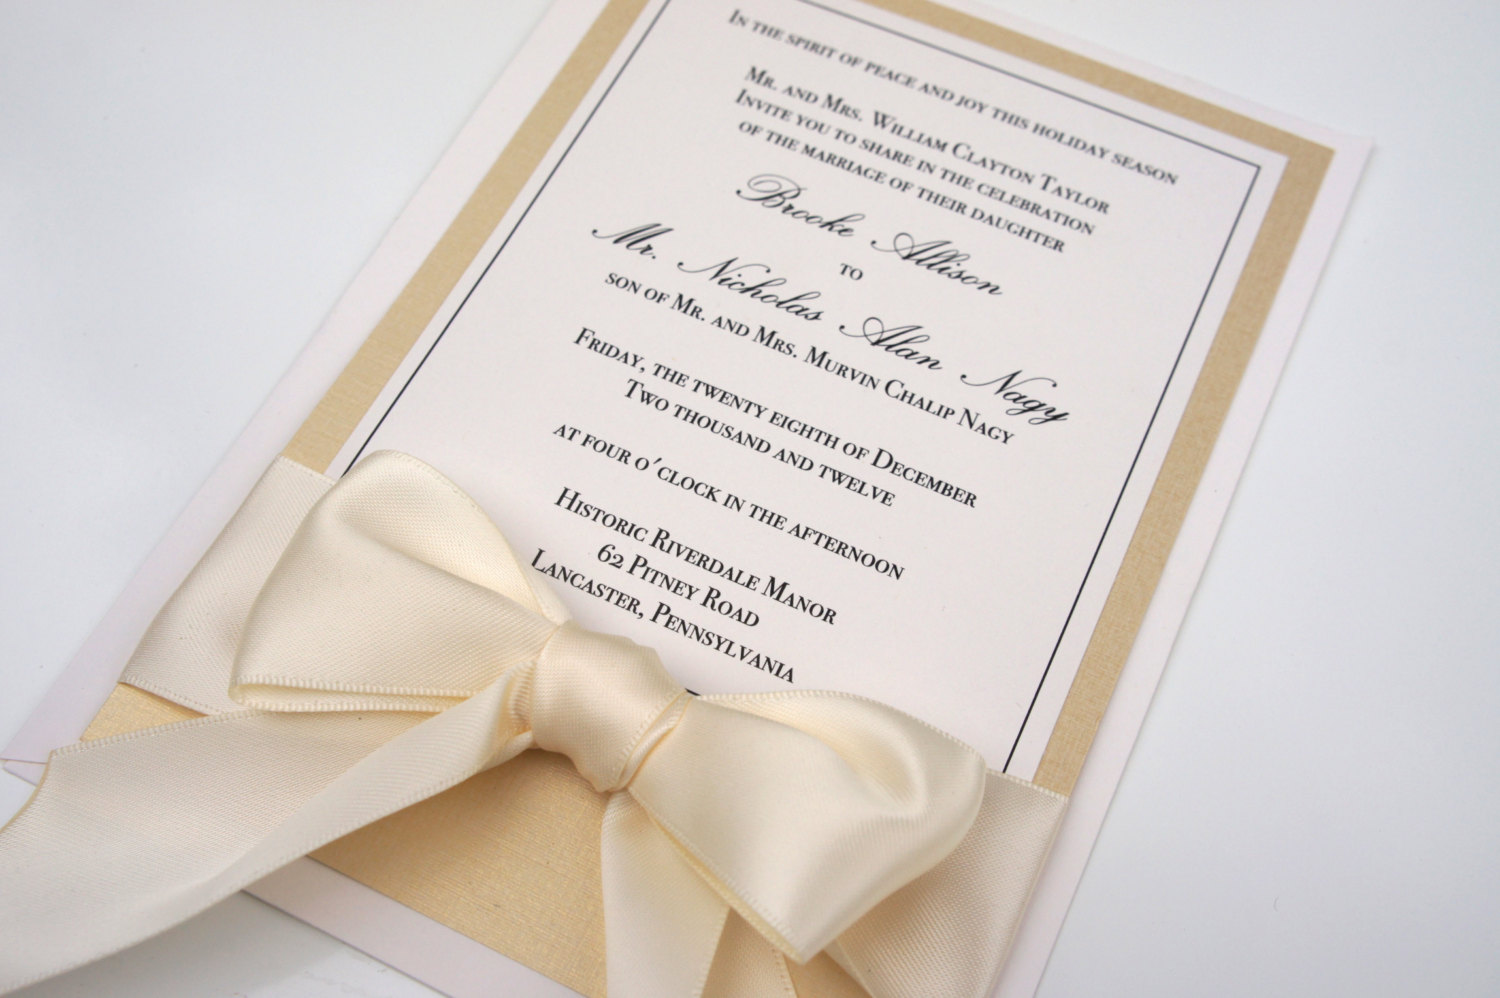 In the spirit of peace and joy this holiday season
Mr. and Mrs. William Clayton Taylor
Invite you to share in the celebration
of the marriage of their daughter
Brooke Allison
to
Mr. Nicholas Alan Nagy
son of Mr. and Mrs. Murvin Chalip Nagy
Friday, the twenty eighth of December
Two thousand and twelve
at four o'clock in the afternoon
Historic Riverdale Manor
62 Pitney Road
Lancaster, Pennsylvania